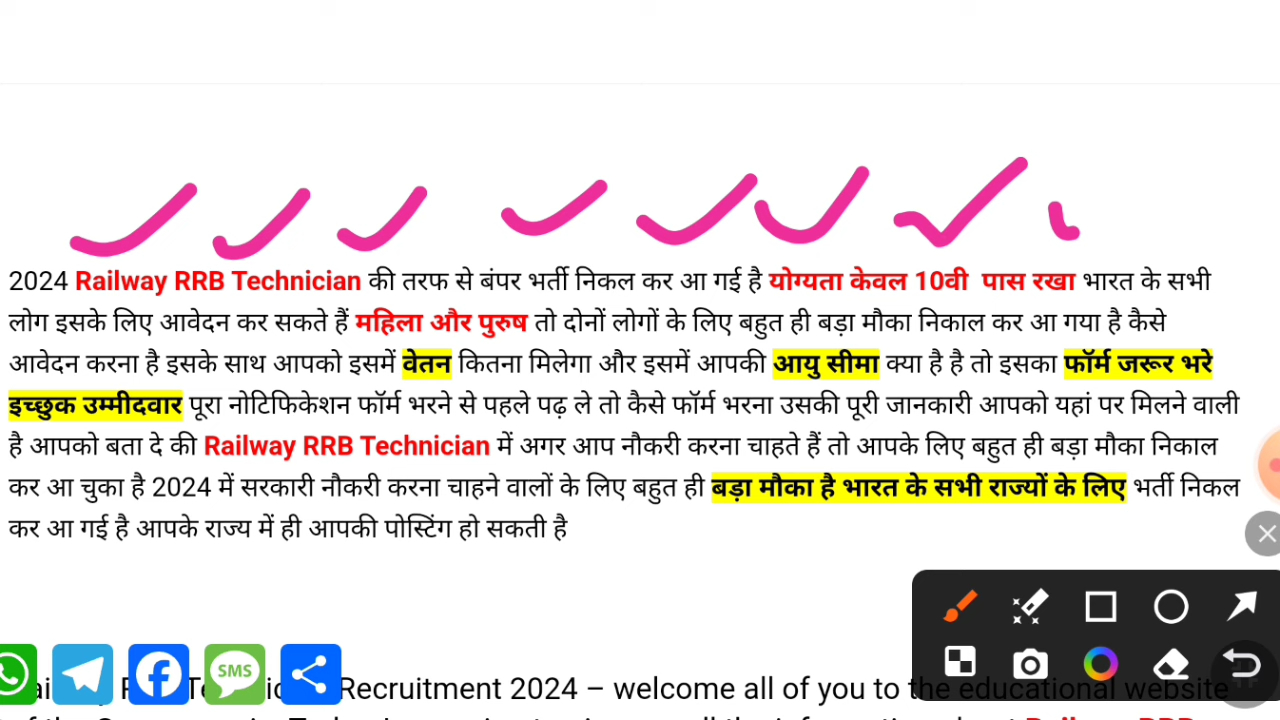 2024 Railway RRB Technician की तरफ से बंपर भर्ती निकल कर आ गई है योग्यता केवल 10वी पास रखा भारत के सभी
लोग इसके लिए आवेदन कर सकते हैं महिला और पुरुष तो दोनों लोगों के लिए बहुत ही बड़ा मौका निकाल कर आ गया है कैसे
आवेदन करना है इसके साथ आपको इसमें वेतन कितना मिलेगा और इसमें आपकी आयु सीमा क्या है है तो इसका फॉर्म जरूर भरे
इच्छुक उम्मीदवार पूरा नोटिफिकेशन फॉर्म भरने से पहले पढ़ ले तो कैसे फॉर्म भरना उसकी पूरी जानकारी आपको यहां पर मिलने वाली
है आपको बता दे की Railway RRB Technician में अगर आप नौकरी करना चाहते हैं तो आपके लिए बहुत ही बड़ा मौका निकाल
कर आ चुका है 2024 में सरकारी नौकरी करना चाहने वालों के लिए बहुत ही बड़ा मौका है भारत के सभी राज्यों के लिए भर्ती निकल
कर आ गई है आपके राज्य में ही आपकी पोस्टिंग हो सकती है
SMS
Recruitment 2024 – welcome all of you to the educational website